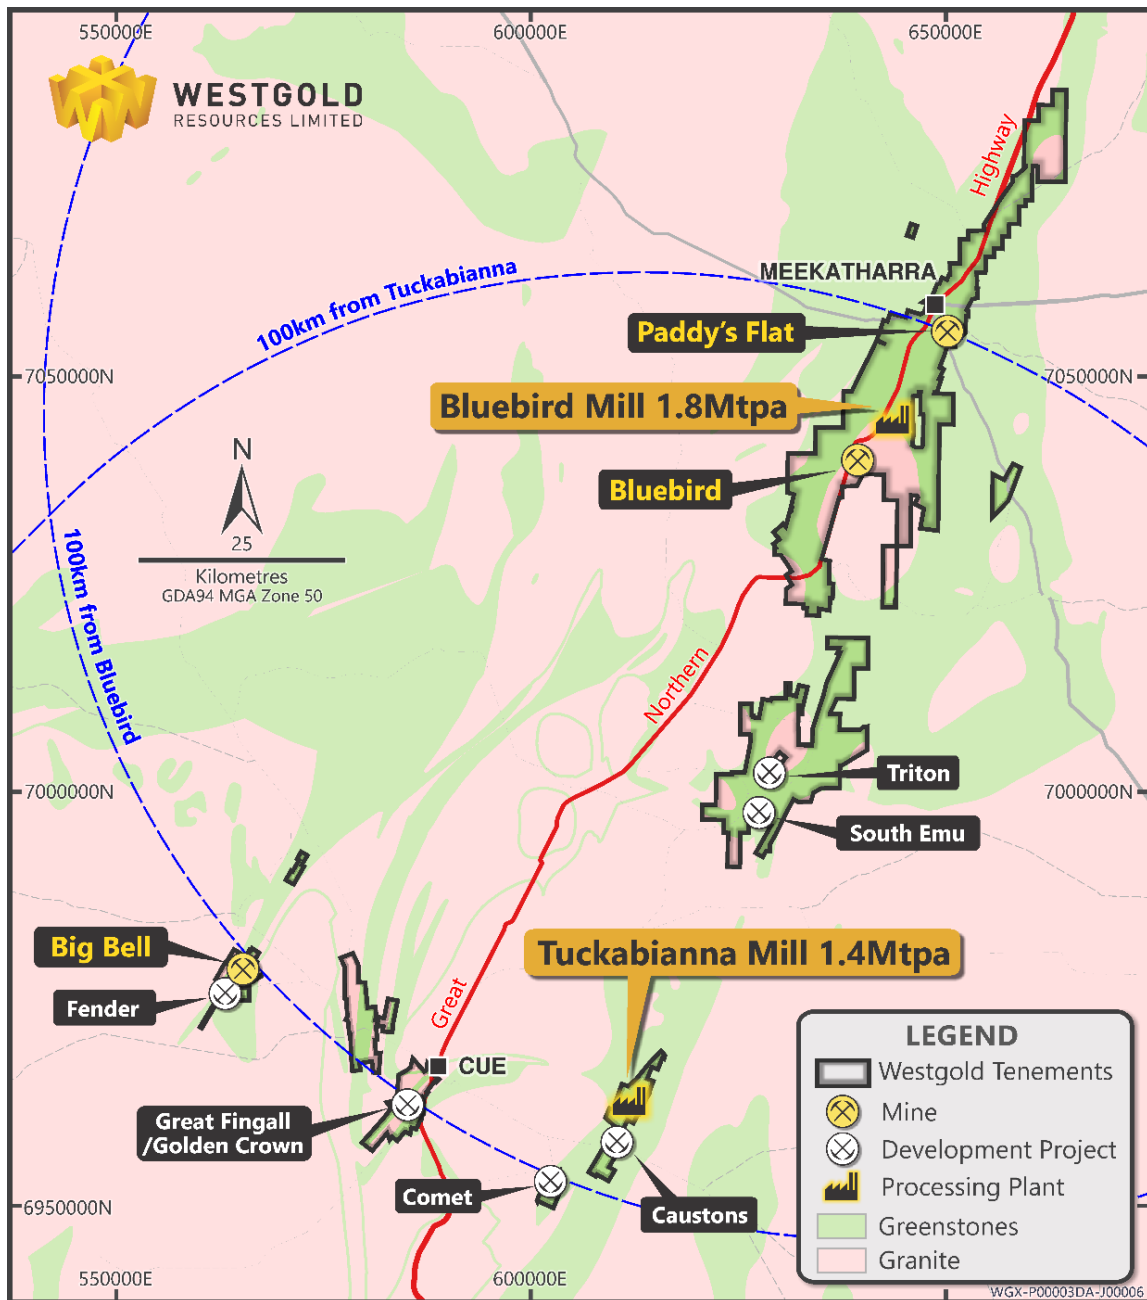 550000E
600000E
650000E
WESTGOLD
RESOURCES LIMITED
Highway
MEEKATHARRA
100km from Tuckabianna
Paddy's Flat
7050000N
7050000N
Bluebird Mill 1.8Mtpa
N
Bluebird
25
Kilometres
GDA94 MGA Zone 50
100km from Bluebird
Northern
Triton
7000000N
7000000N
South Emu
Big Bell
Tuckabianna Mill 1.4Mtpa
Fender
Great
CUE
Great Fingall
/Golden Crown
Comet
Caustons
6950000N
LEGEND
Westgold Tenements
Mine
Development Project
Processing Plant
Greenstones
Granite
550000E
600000E
WGX-P00003DA-J00006